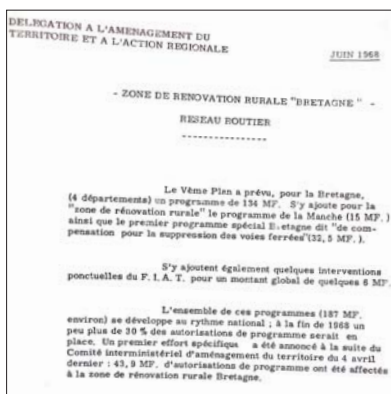 DELEGATION A L'AMENAGEMENT DU
TERRITOIRE ET A L'ACTION REGIONALE
JUIN 1968
- ZONE DE RENOVATION RURALE "BRETAGNE" -
RESEAU ROUTIER
----------------
Le Vème Plan a prévu, pour la Bretagne,
(4 départements) un programme de 134 MF. S'y ajoute pour la
"zone de rénovation rurale" le programme de la Manche (15 MF.)
ainsi que le premier programme spécial Bretagne dit "de com-
pensation pour la suppression des voies ferrées"(32,5 MF.).
S'y ajoutent également quelques interventions
ponctuelles du F.I.A.T. pour un montant global de quelques 6 MF.
L'ensemble de ces programmes (187 MF.
environ) se développe au rythme national ; à la fin de 1968 un
peu plus de 30 % des autorisations de programme serait en
place. Un premier effort spécifique a été annoncé à la suite du
Comité interministériel d'aménagement du territoire du 4 avril
dernier : 43,9 MF. d'autorisations de programme ont été affectées
à la zone de rénovation rurale Bretagne.